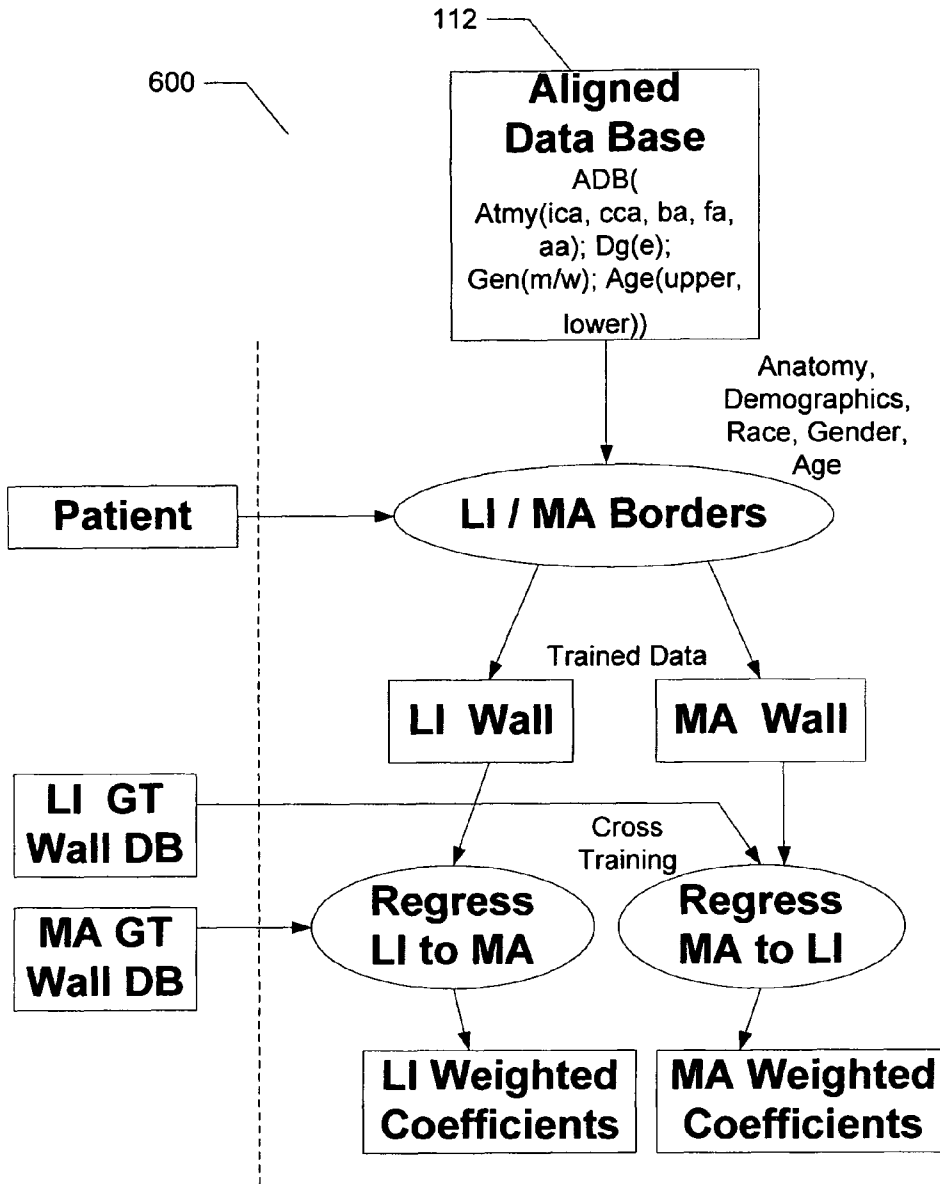 112
600
Aligned
Data Base
ADB(
Atmy(ica, cca, ba, fa,
aa); Dg(e);
Gen(m/w); Age(upper,
lower))
Anatomy,
Demographics,
Race, Gender,
Age
Patient
LI / MA Borders
Trained Data
LI Wall
MA Wall
LI GT
Wall DB
Cross
Training
MA GT
Wall DB
Regress
LI to MA
Regress
MA to LI
LI Weighted
Coefficients
MA Weighted
Coefficients